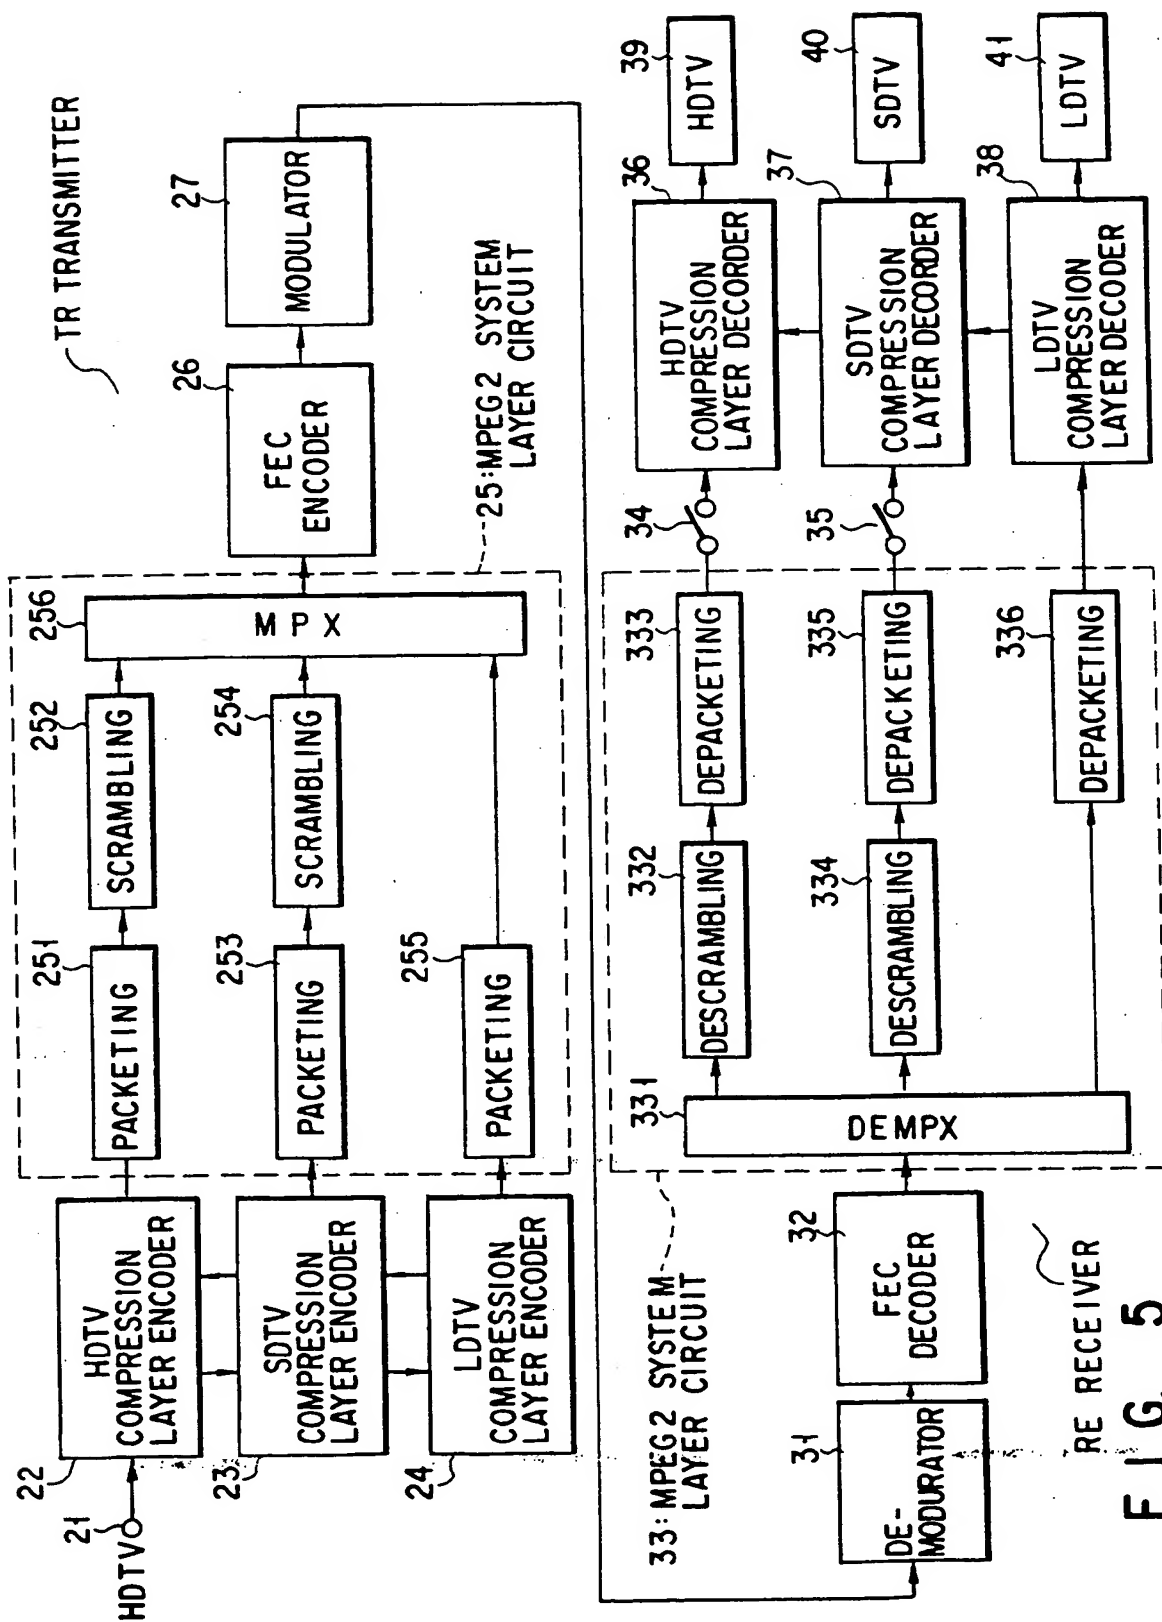 TR TRANSMITTER
HDTV
21
22
HDTV
COMPRESSION
LAYER ENCODER
23
SDTV
COMPRESSION
LAYER ENCODER
24
LDTV
COMPRESSION
LAYER ENCODER
251
PACKETING
252
SCRAMBLING
253
PACKETING
254
SCRAMBLING
255
PACKETING
256
MPX
25:MPEG2 SYSTEM
LAYER CIRCUIT
26
FEC
ENCODER
27
MODULATOR
33:MPEG2 SYSTEM
LAYER CIRCUIT
31
DE-
MODURATOR
32
FEC
DECODER
331
DEMPX
332
DESCRAMBLING
333
DEPACKETING
334
DESCRAMBLING
335
DEPACKETING
336
DEPACKETING
34
35
36
HDTV
COMPRESSION
LAYER DECORDER
37
SDTV
COMPRESSION
LAYER DECORDER
38
LDTV
COMPRESSION
LAYER DECODER
39
HDTV
40
SDTV
41
LDTV
RE RECEIVER
FIG. 5